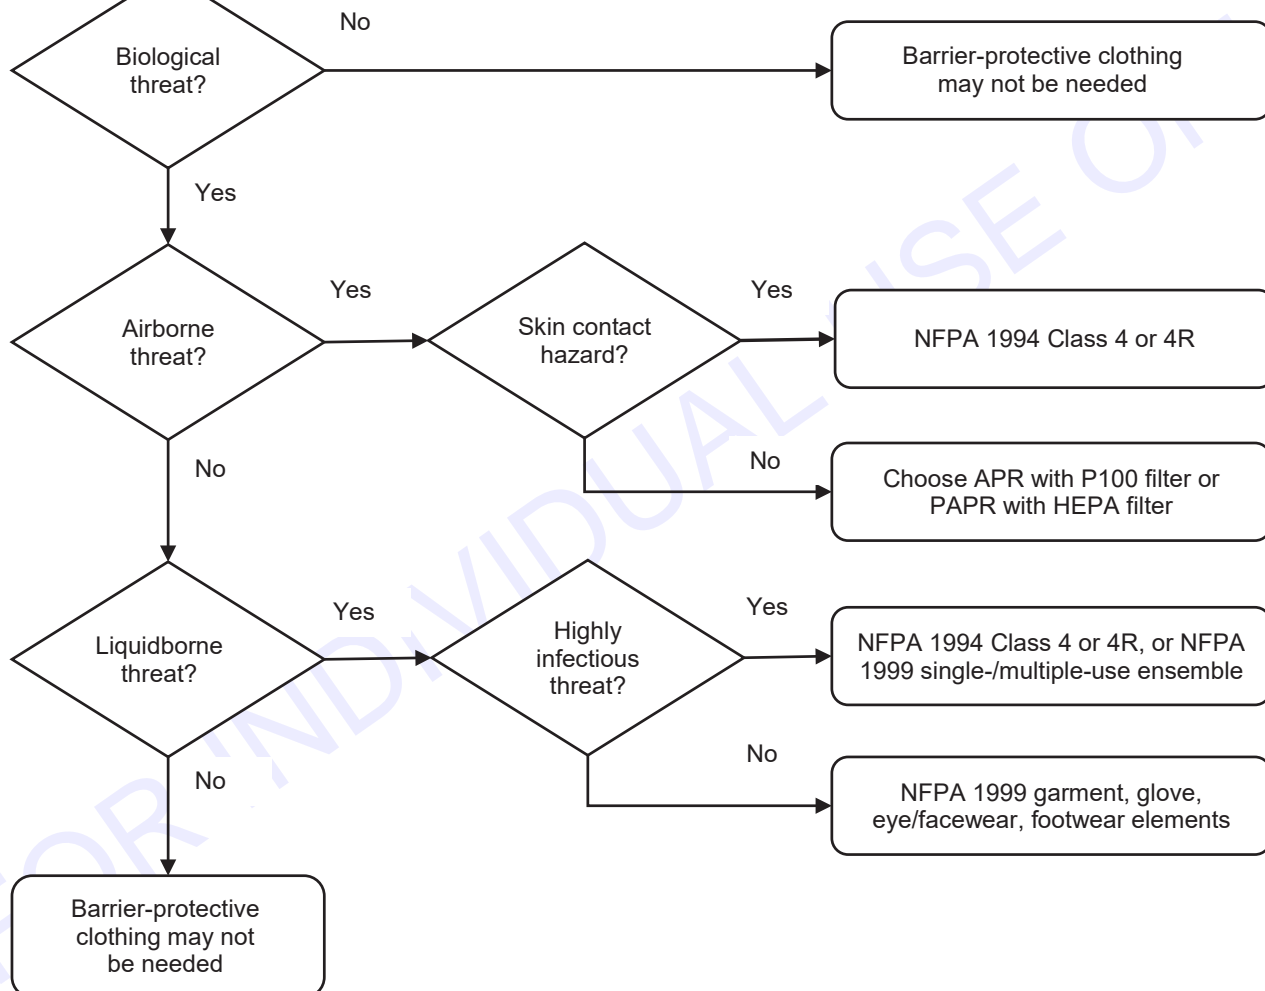 No
Biological
threat?
Barrier-protective clothing
may not be needed
Yes
Airborne
threat?
Yes
Skin contact
hazard?
Yes
NFPA 1994 Class 4 or 4R
No
No
Choose APR with P100 filter or
PAPR with HEPA filter
Liquidborne
threat?
Yes
Highly
infectious
threat?
Yes
NFPA 1994 Class 4 or 4R, or NFPA
1999 single-/multiple-use ensemble
No
No
NFPA 1999 garment, glove,
eye/facewear, footwear elements
Barrier-protective
clothing may not
be needed
FOR INDIVIDUAL USE